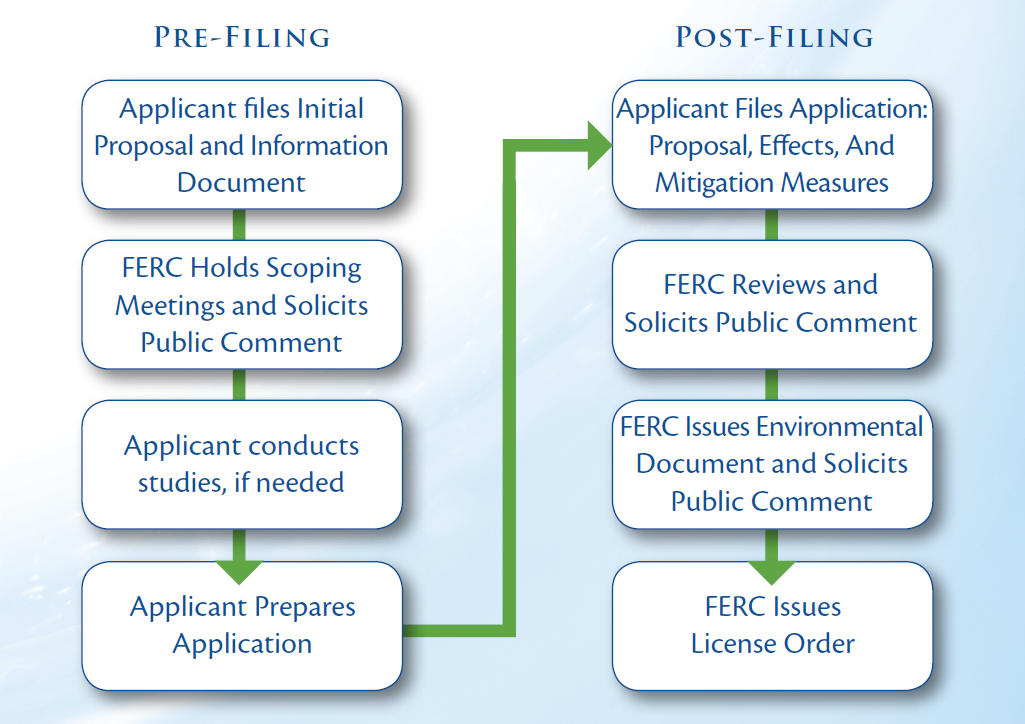 PRE-FILING
Applicant files Initial
Proposal and Information
Document
FERC Holds Scoping
Meetings and Solicits
Public Comment
Applicant conducts
studies, if needed
Applicant Prepares
Application
POST-FILING
Applicant Files Application:
Proposal, Effects, And
Mitigation Measures
FERC Reviews and
Solicits Public Comment
FERC Issues Environmental
Document and Solicits
Public Comment
FERC Issues
License Order